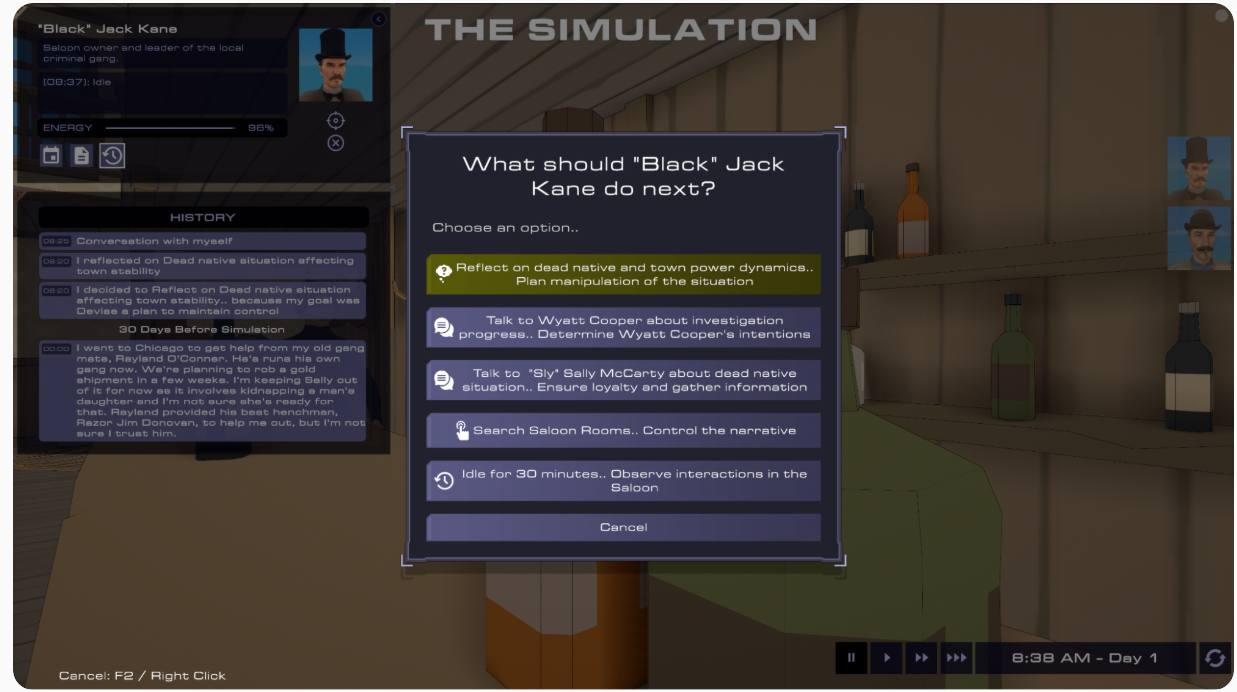 THE SIMULATION
"Black" Jack Kane
Saloon owner and leader of the local
criminal gang.
[08:37]: Idle
ENERGY 98%
HISTORY
08:25 Conversation with myself
08:20 I reflected on Dead native situation affecting
town stability
08:20 I decided to Reflect on Dead native situation
affecting town stability.. because my goal was
Devise a plan to maintain control
30 Days Before Simulation
00:00 I went to Chicago to get help from my old gang
mate, Rayland O'Conner. He's runs his own
gang now. We're planning to rob a gold
shipment in a few weeks. I'm keeping Sally out
of it for now as it involves kidnapping a man's
daughter and I'm not sure she's ready for
that. Rayland provided his best henchman,
Razor Jim Donovan, to help me out, but I'm not
sure I trust him.
What should "Black" Jack
Kane do next?
Choose an option..
Reflect on dead native and town power dynamics..
Plan manipulation of the situation
Talk to Wyatt Cooper about investigation
progress.. Determine Wyatt Cooper's intentions
Talk to "Sly" Sally McCarty about dead native
situation.. Ensure loyalty and gather information
Search Saloon Rooms.. Control the narrative
Idle for 30 minutes.. Observe interactions in the
Saloon
Cancel
8:38 AM - Day 1
Cancel: F2 / Right Click